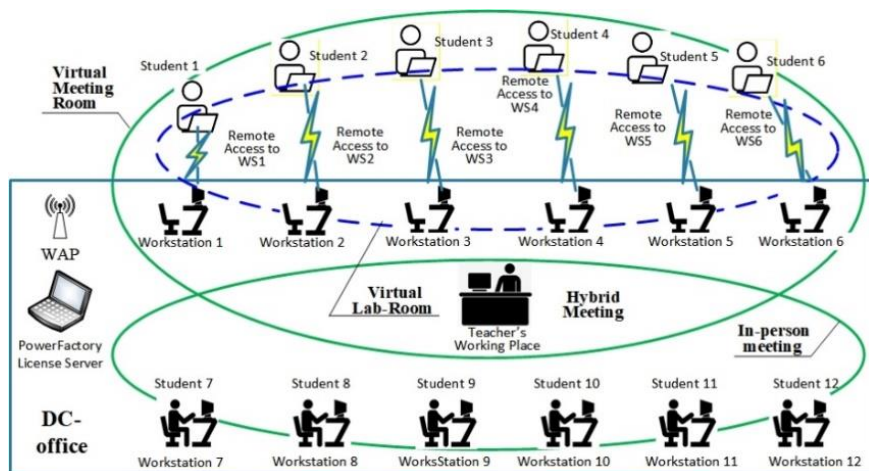 Student 1
Student 2
Student 3
Student 4
Student 5
Student 6
Virtual
Meeting
Room
Remote
Access to
WS1
Remote
Access to
WS2
Remote
Access to
WS3
Remote
Access to
WS4
Remote
Access to
WS5
Remote
Access to
WS6
WAP
Workstation 1
Workstation 2
Workstation 3
Workstation 4
Workstation 5
Workstation 6
Virtual
Lab-Room
Teacher's
Working Place
Hybrid
Meeting
In-person
meeting
PowerFactory
License Server
DC-
office
Student 7
Student 8
Student 9
Student 10
Student 11
Student 12
Workstation 7
Workstation 8
WorksStation 9
Workstation 10
Workstation 11
Workstation 12